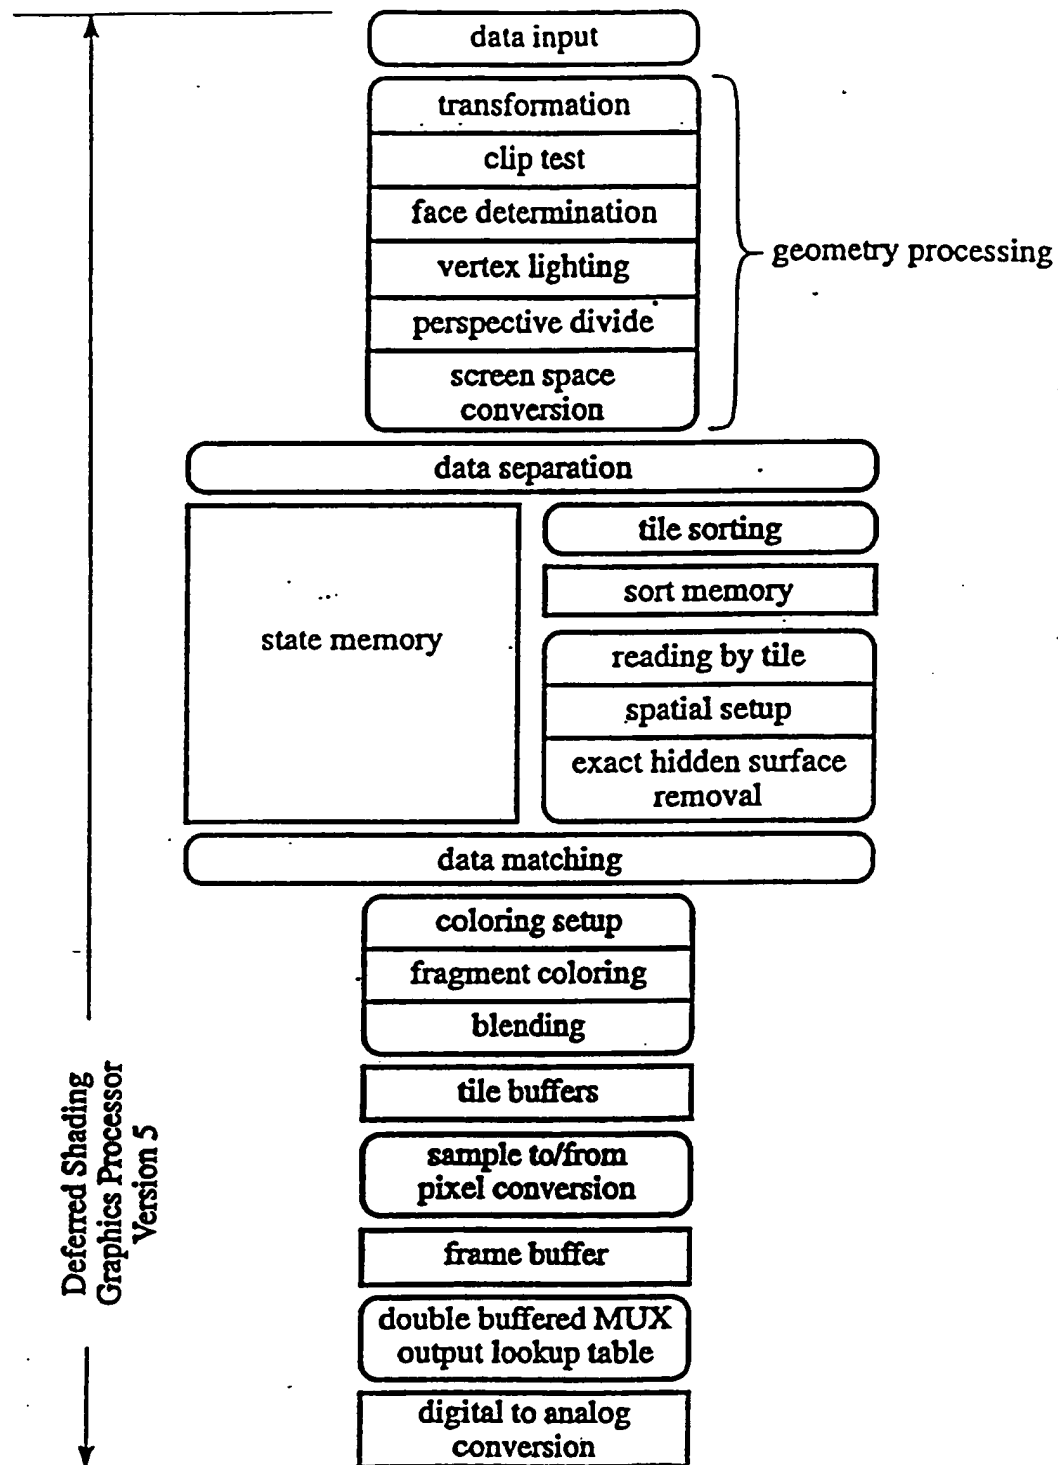 data input
transformation
clip test
face determination
vertex lighting
perspective divide
screen space
conversion
geometry processing
data separation
state memory
tile sorting
sort memory
reading by tile
spatial setup
exact hidden surface
removal
data matching
coloring setup
fragment coloring
blending
tile buffers
sample to/from
pixel conversion
frame buffer
double buffered MUX
output lookup table
digital to analog
conversion
Deferred Shading
Graphics Processor
Version 5